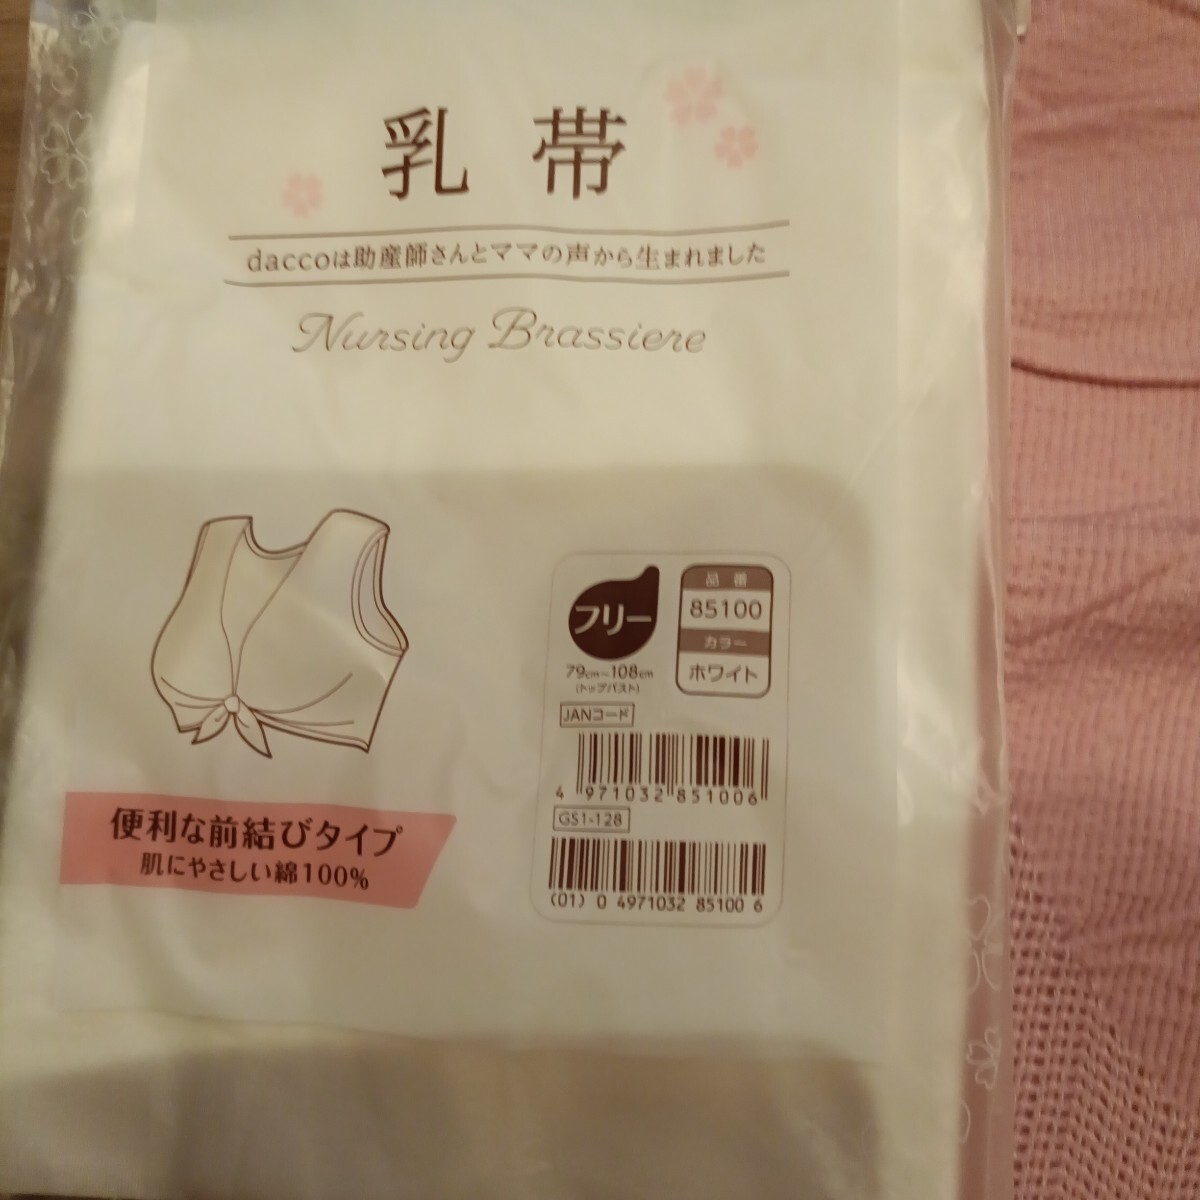 乳帯
daccoは助産師さんとママの声から生まれました
Nursing Brassiere
フリー
79cm~108cm
(トップバスト)
品番
85100
カラー
ホワイト
JANコード
4 971032 851006
GS1-128
(01) 0 4971032 85100 6
便利な前結びタイプ
肌にやさしい綿100%